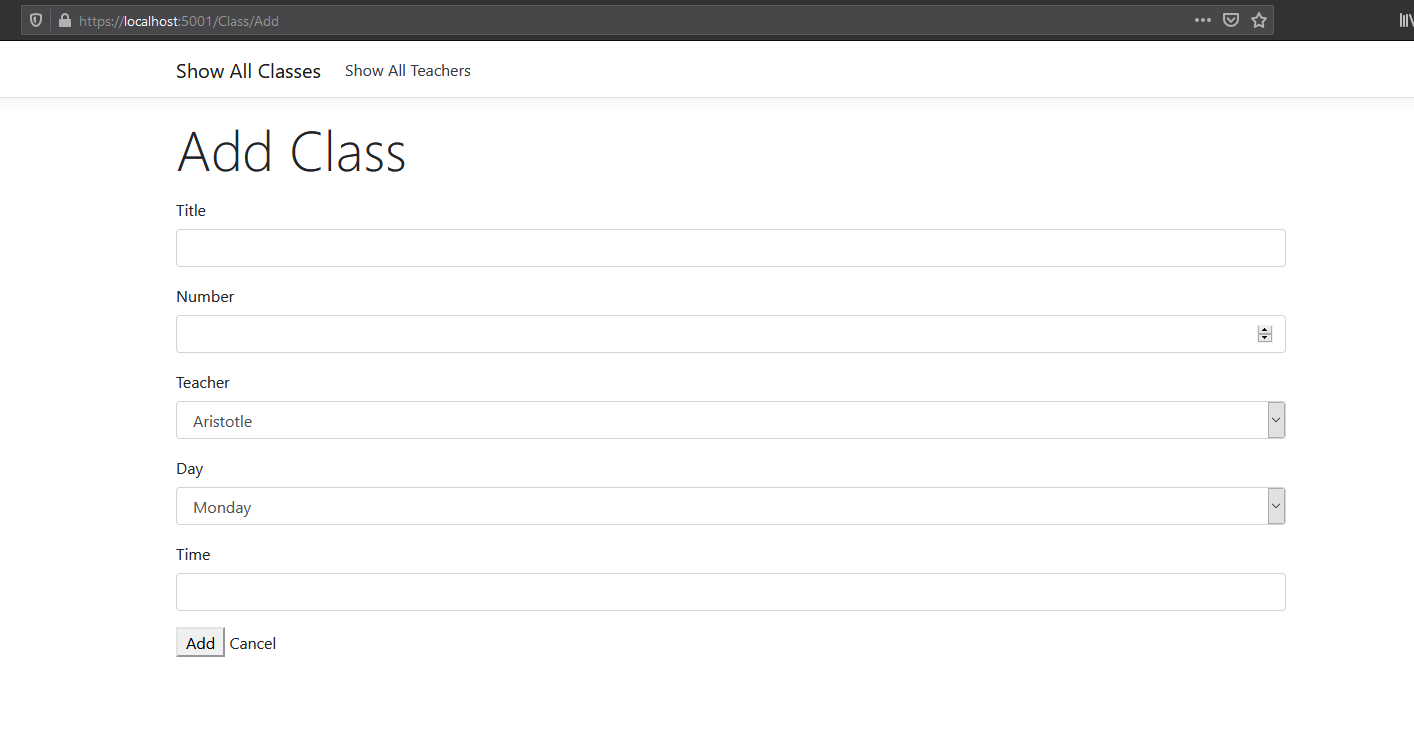 https://localhost:5001/Class/Add
Show All Classes Show All Teachers
Add Class
Title
Number
Teacher
Aristotle
Day
Monday
Time
Add Cancel